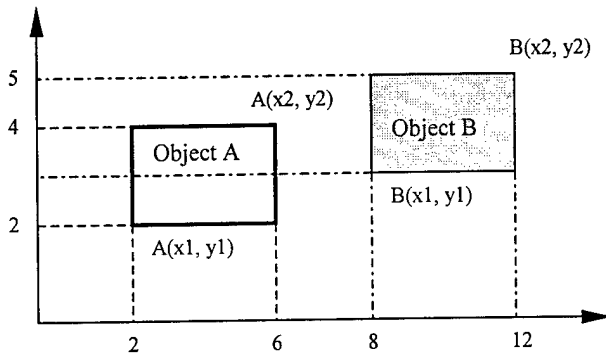 B(x2, y2)
5
A(x2, y2)
4
Object A
Object B
B(x1, y1)
2
A(x1, y1)
2
6
8
12